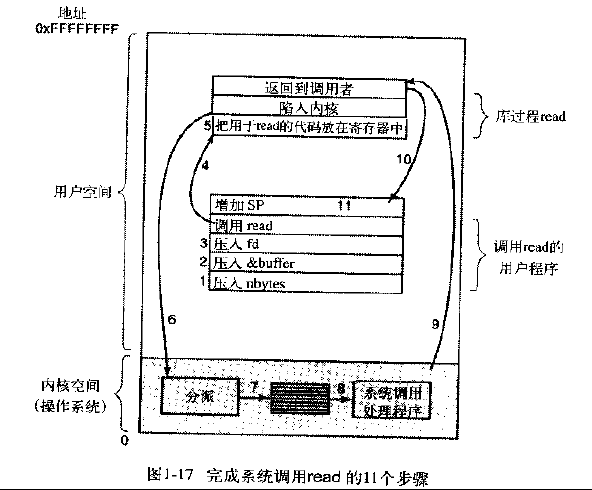 地址
0xFFFFFFFF
返回到调用者
陷入内核
5 把用于read的代码放在寄存器中
库过程read
4
10
用户空间
增加 SP 11
调用 read
3 压入 fd
2 压入 &buffer
1 压入 nbytes
调用read的
用户程序
6
9
内核空间
(操作系统)
分派
7
8
系统调用
处理程序
0
图1-17 完成系统调用read 的11个步骤